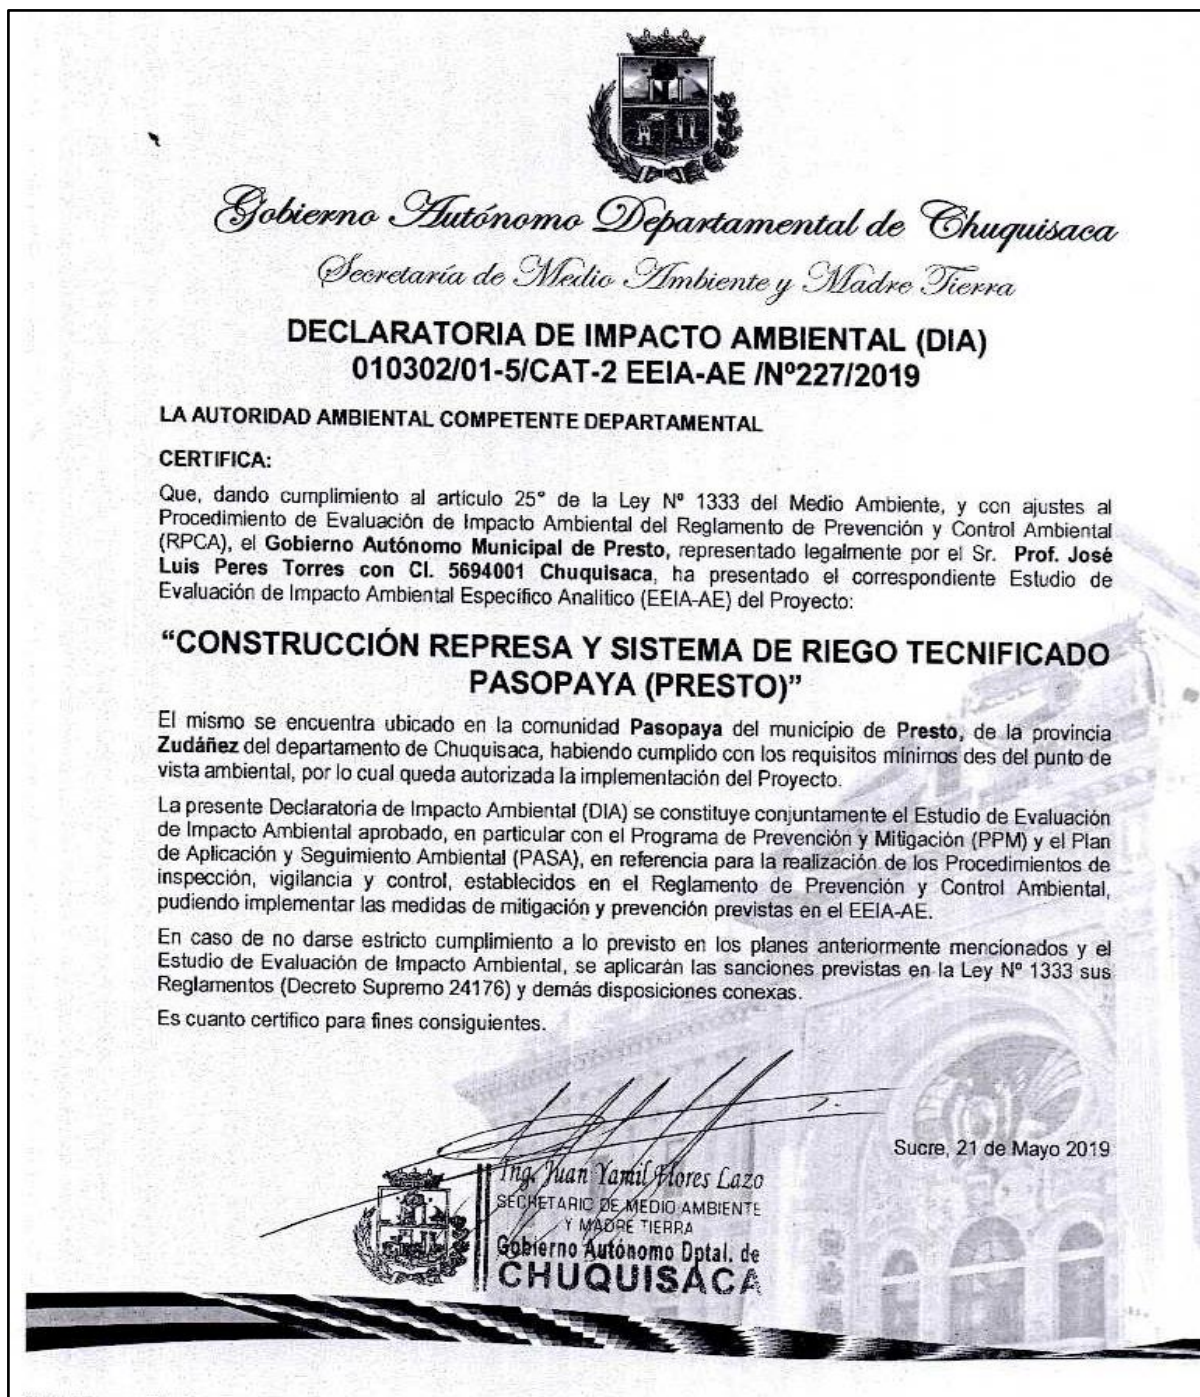 Gobierno Autónomo Departamental de Chuquisaca
Secretaría de Medio Ambiente y Madre Tierra
DECLARATORIA DE IMPACTO AMBIENTAL (DIA)
010302/01-5/CAT-2 EEIA-AE /Nº227/2019
LA AUTORIDAD AMBIENTAL COMPETENTE DEPARTAMENTAL
CERTIFICA:
Que, dando cumplimiento al artículo 25° de la Ley Nº 1333 del Medio Ambiente, y con ajustes al
Procedimiento de Evaluación de Impacto Ambiental del Reglamento de Prevención y Control Ambiental
(RPCA), el Gobierno Autónomo Municipal de Presto, representado legalmente por el Sr. Prof. José
Luis Peres Torres con CI. 5694001 Chuquisaca, ha presentado el correspondiente Estudio de
Evaluación de Impacto Ambiental Específico Analítico (EEIA-AE) del Proyecto:
“CONSTRUCCIÓN REPRESA Y SISTEMA DE RIEGO TECNIFICADO
PASOPAYA (PRESTO)”
El mismo se encuentra ubicado en la comunidad Pasopaya del municipio de Presto, de la provincia
Zudáñez del departamento de Chuquisaca, habiendo cumplido con los requisitos mínimos des del punto de
vista ambiental, por lo cual queda autorizada la implementación del Proyecto.
La presente Declaratoria de Impacto Ambiental (DIA) se constituye conjuntamente el Estudio de Evaluación
de Impacto Ambiental aprobado, en particular con el Programa de Prevención y Mitigación (PPM) y el Plan
de Aplicación y Seguimiento Ambiental (PASA), en referencia para la realización de los Procedimientos de
inspección, vigilancia y control, establecidos en el Reglamento de Prevención y Control Ambiental,
pudiendo implementar las medidas de mitigación y prevención previstas en el EEIA-AE.
En caso de no darse estricto cumplimiento a lo previsto en los planes anteriormente mencionados y el
Estudio de Evaluación de Impacto Ambiental, se aplicarán las sanciones previstas en la Ley Nº 1333 sus
Reglamentos (Decreto Supremo 24176) y demás disposiciones conexas.
Es cuanto certifico para fines consiguientes.
Sucre, 21 de Mayo 2019
Ing. Juan Yamil Flores Lazo
SECRETARIO DE MEDIO AMBIENTE
Y MADRE TIERRA
Gobierno Autónomo Dptal. de
CHUQUISACA